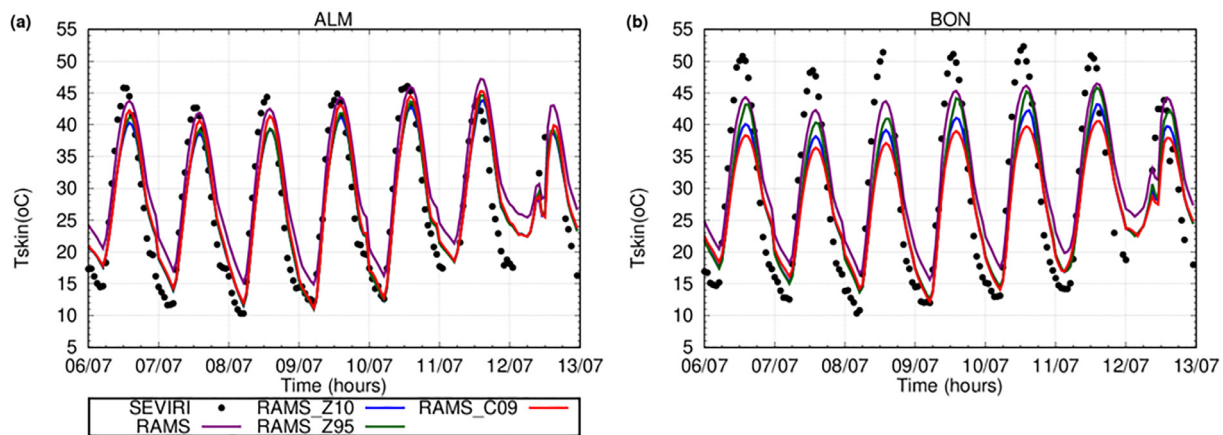 (a)
ALM
Tskin(oC)
55
50
45
40
35
30
25
20
15
10
5
06/07 07/07 08/07 09/07 10/07 11/07 12/07 13/07
Time (hours)
(b)
BON
Tskin(oC)
55
50
45
40
35
30
25
20
15
10
5
06/07 07/07 08/07 09/07 10/07 11/07 12/07 13/07
Time (hours)
SEVIRI RAMS_Z10 RAMS_C09
RAMS RAMS_Z95